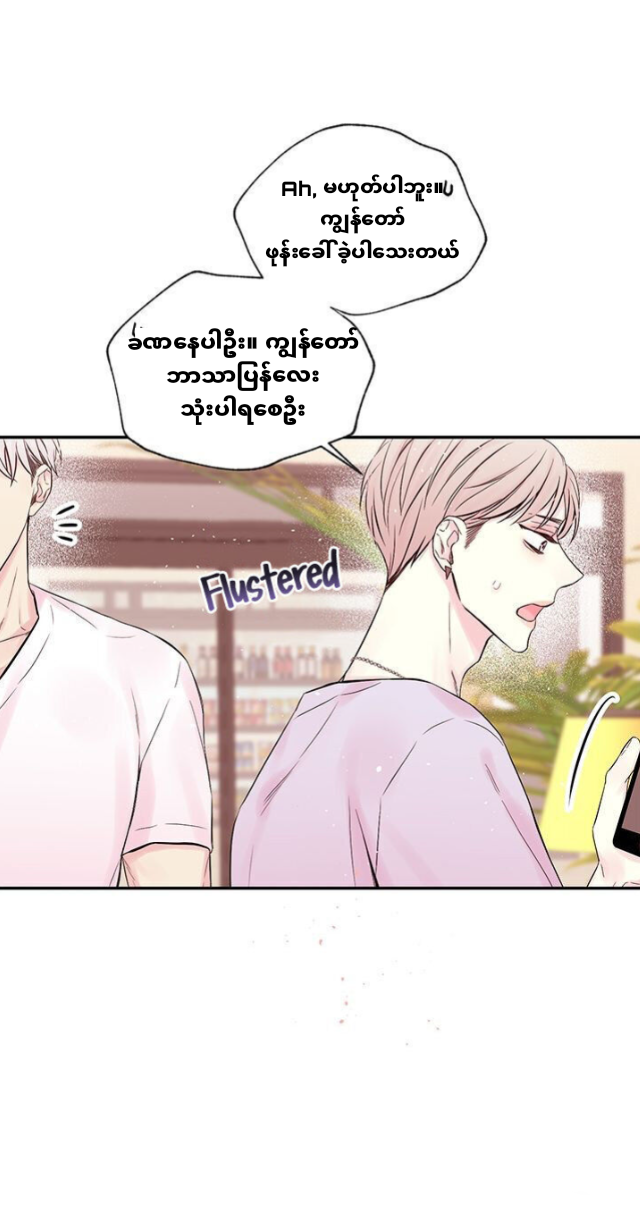 Ah, မဟုတ်ပါဘူး။
ကျွန်တော်
ဖုန်းခေါ်ခဲ့ပါသေးတယ်
ခဏနေပါဦး။ ကျွန်တော်
ဘာသာပြန်လေး
သုံးပါရစေဦး
Flustered